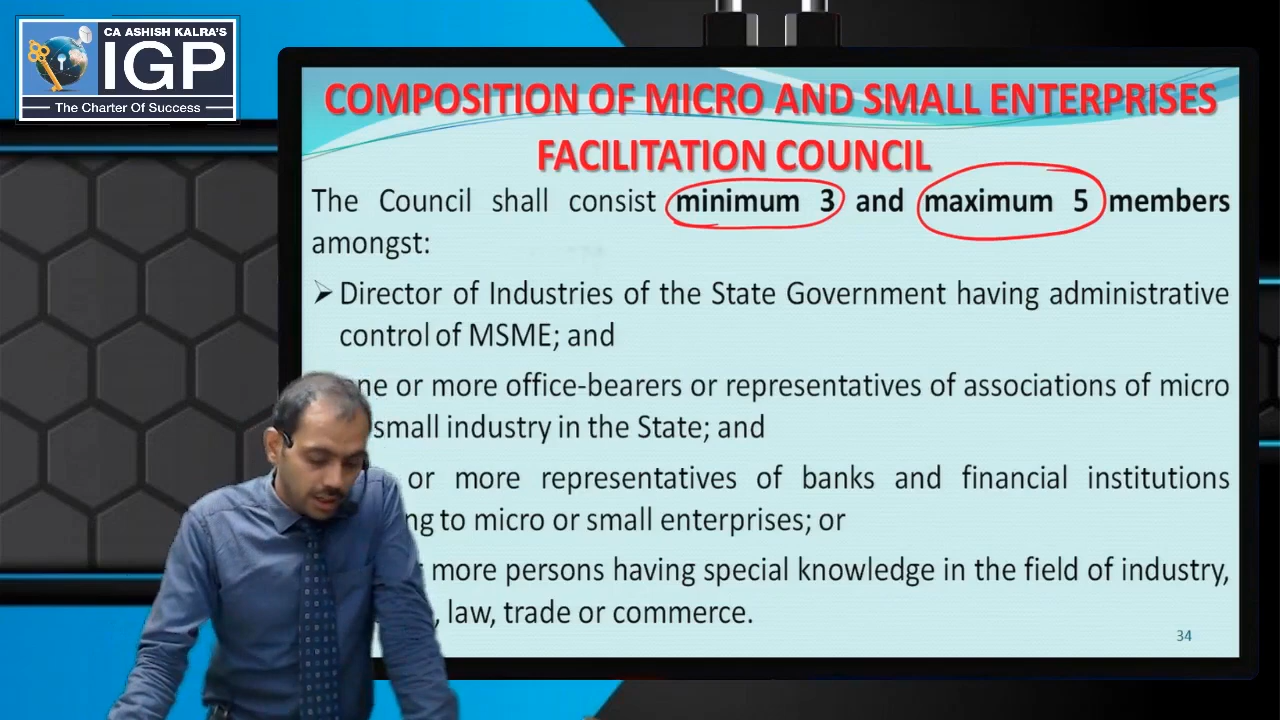 CA ASHISH KALRA'S
IGP
The Charter Of Success
COMPOSITION OF MICRO AND SMALL ENTERPRISES
FACILITATION COUNCIL
The Council shall consist minimum 3 and maximum 5 members
amongst:
➢ Director of Industries of the State Government having administrative
control of MSME; and
or more office-bearers or representatives of associations of micro
small industry in the State; and
or more representatives of banks and financial institutions
to micro or small enterprises; or
more persons having special knowledge in the field of industry,
, law, trade or commerce.
34